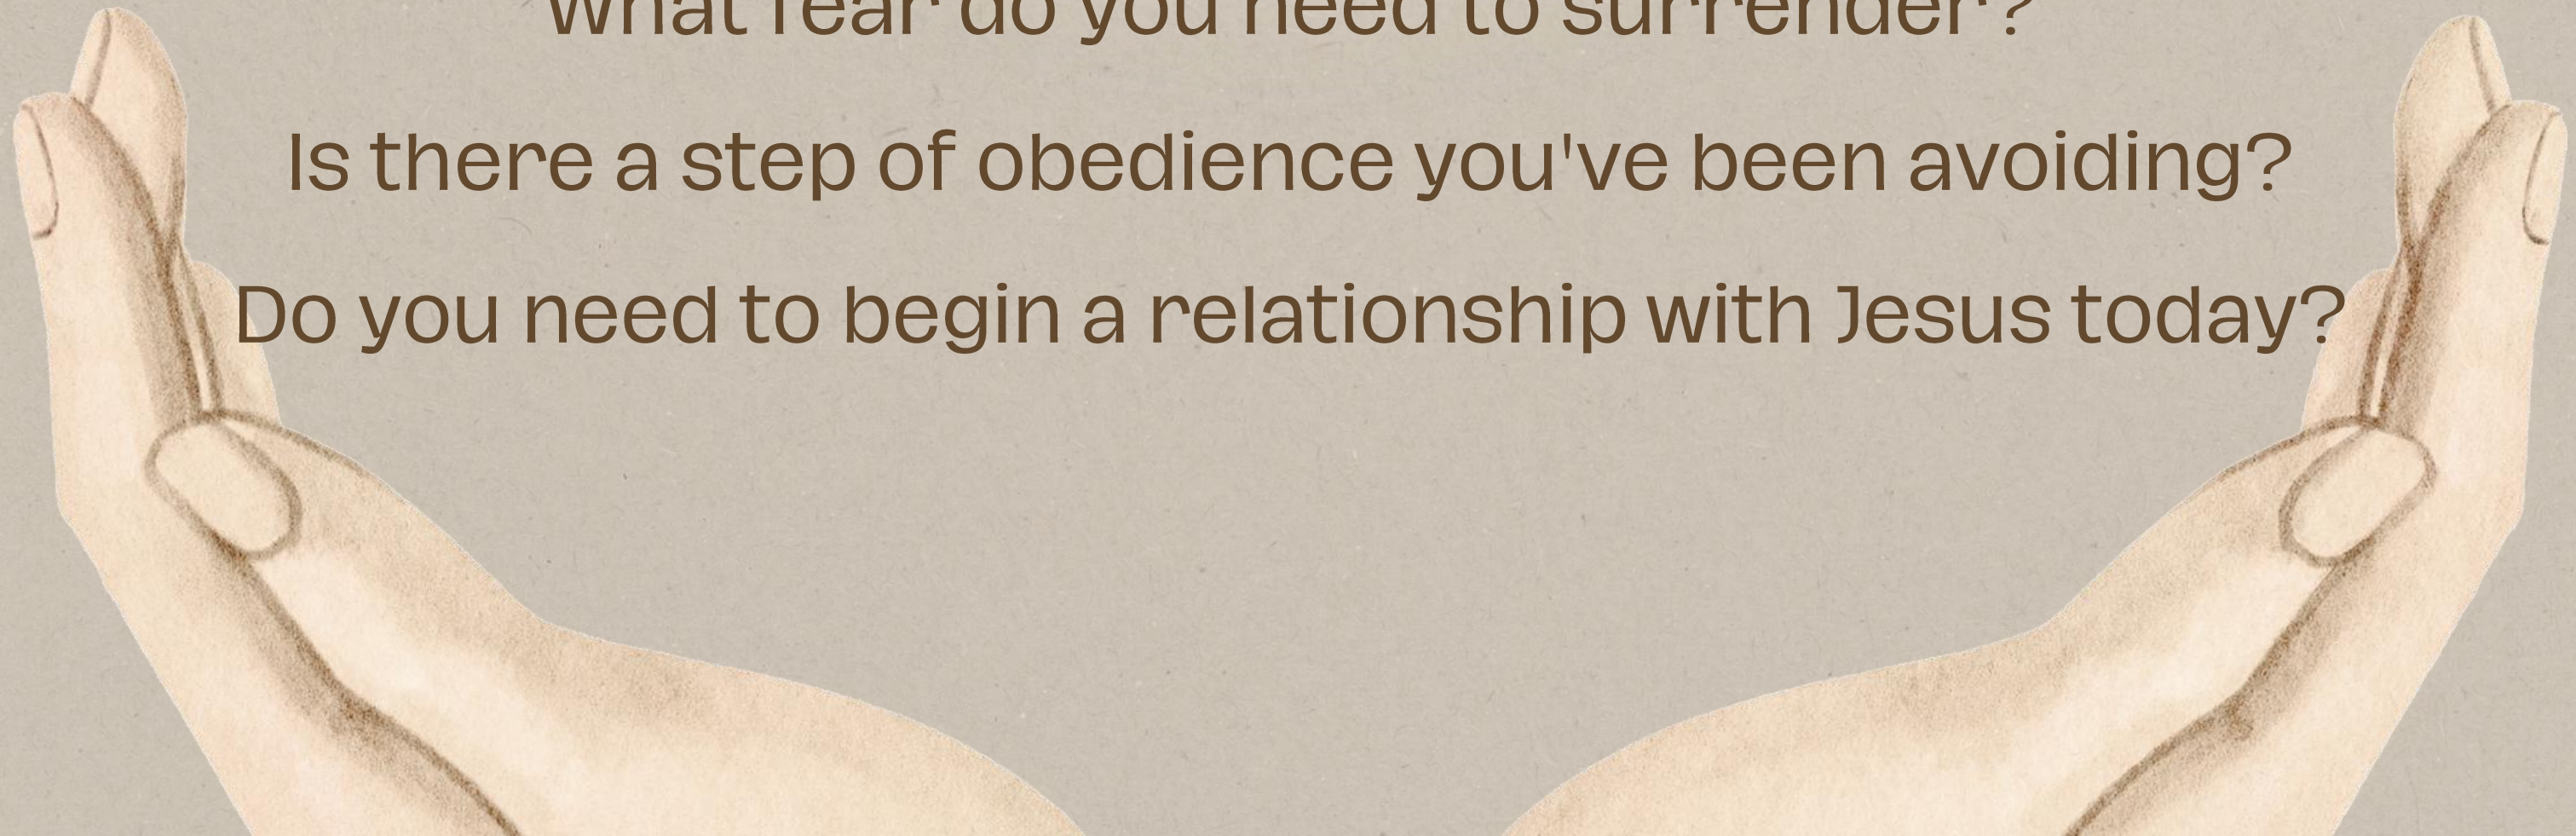 What fear do you need to surrender?
Is there a step of obedience you've been avoiding?
Do you need to begin a relationship with Jesus today?